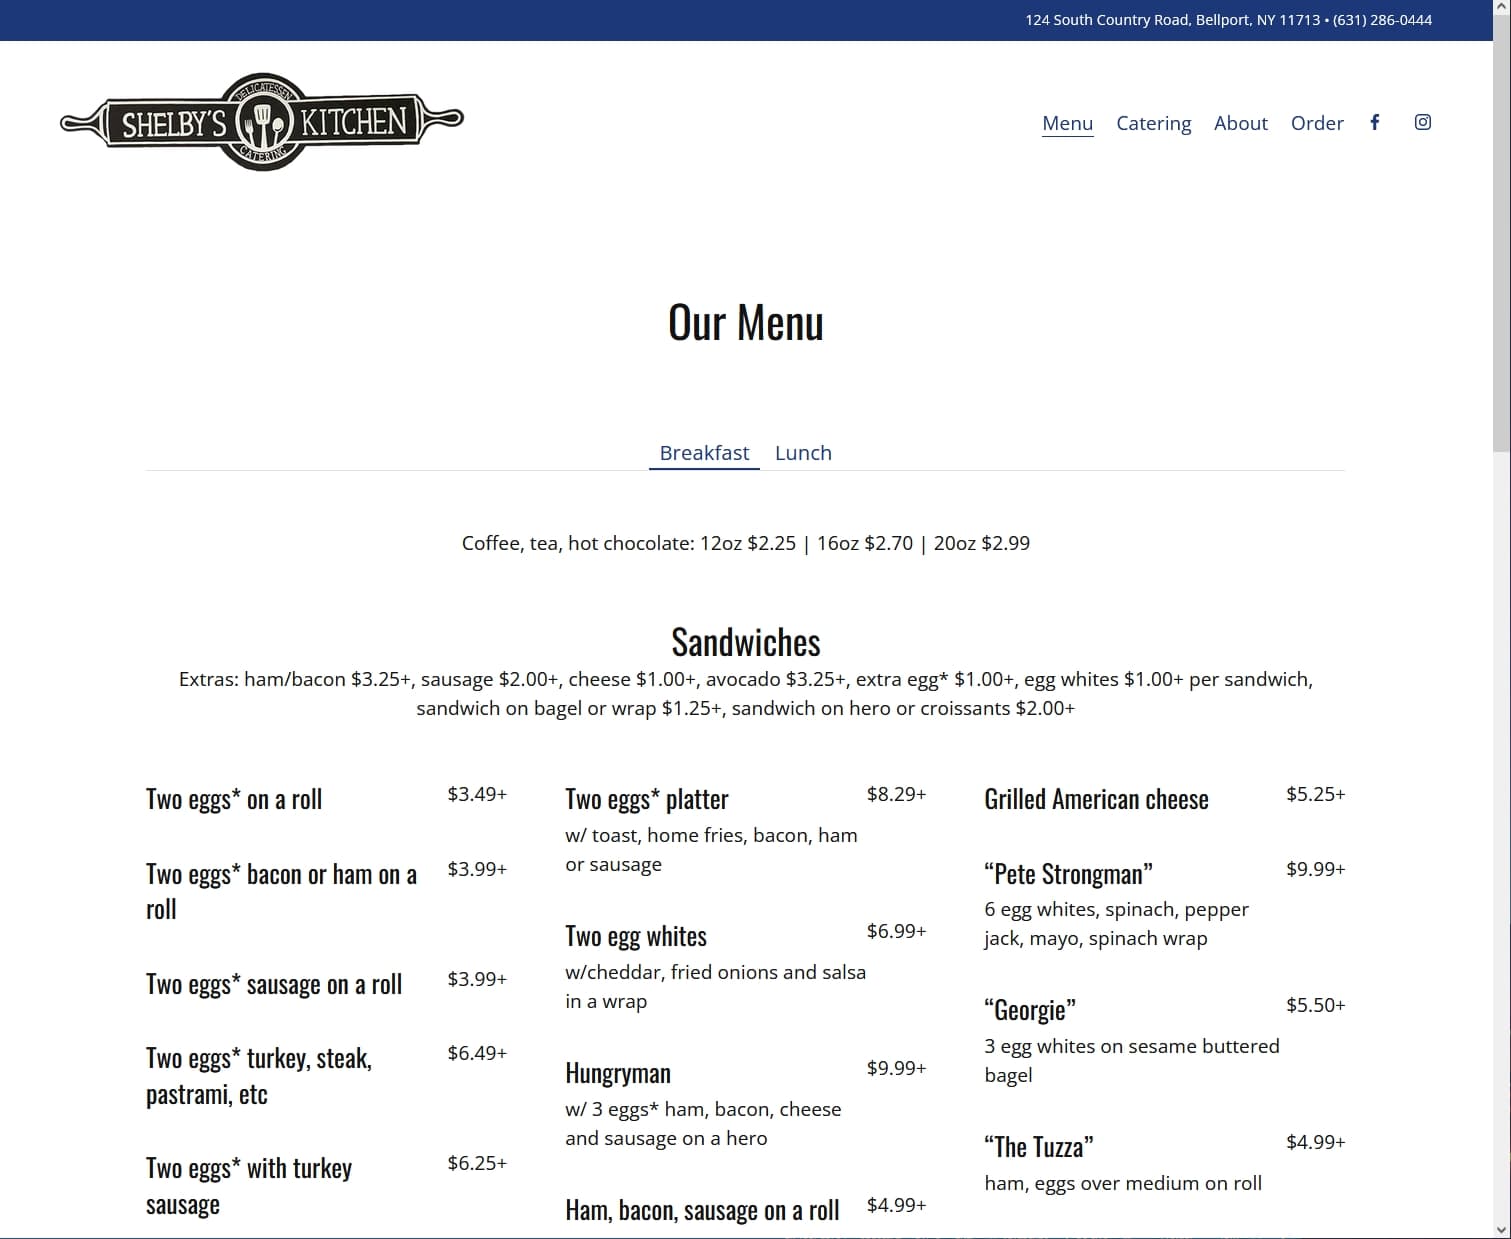 124 South Country Road, Bellport, NY 11713 • (631) 286-0444
DELICATESSEN
SHELBY'S KITCHEN
CATERING
Menu Catering About Order
Our Menu
Breakfast Lunch
Coffee, tea, hot chocolate: 12oz $2.25 | 16oz $2.70 | 20oz $2.99
Sandwiches
Extras: ham/bacon $3.25+, sausage $2.00+, cheese $1.00+, avocado $3.25+, extra egg* $1.00+, egg whites $1.00+ per sandwich,
sandwich on bagel or wrap $1.25+, sandwich on hero or croissants $2.00+
Two eggs* on a roll $3.49+
Two eggs* bacon or ham on a $3.99+
roll
Two eggs* sausage on a roll $3.99+
Two eggs* turkey, steak, $6.49+
pastrami, etc
Two eggs* with turkey $6.25+
sausage
Two eggs* platter $8.29+
w/ toast, home fries, bacon, ham
or sausage
Two egg whites $6.99+
w/cheddar, fried onions and salsa
in a wrap
Hungryman $9.99+
w/ 3 eggs* ham, bacon, cheese
and sausage on a hero
Ham, bacon, sausage on a roll $4.99+
Grilled American cheese $5.25+
“Pete Strongman” $9.99+
6 egg whites, spinach, pepper
jack, mayo, spinach wrap
“Georgie” $5.50+
3 egg whites on sesame buttered
bagel
“The Tuzza” $4.99+
ham, eggs over medium on roll